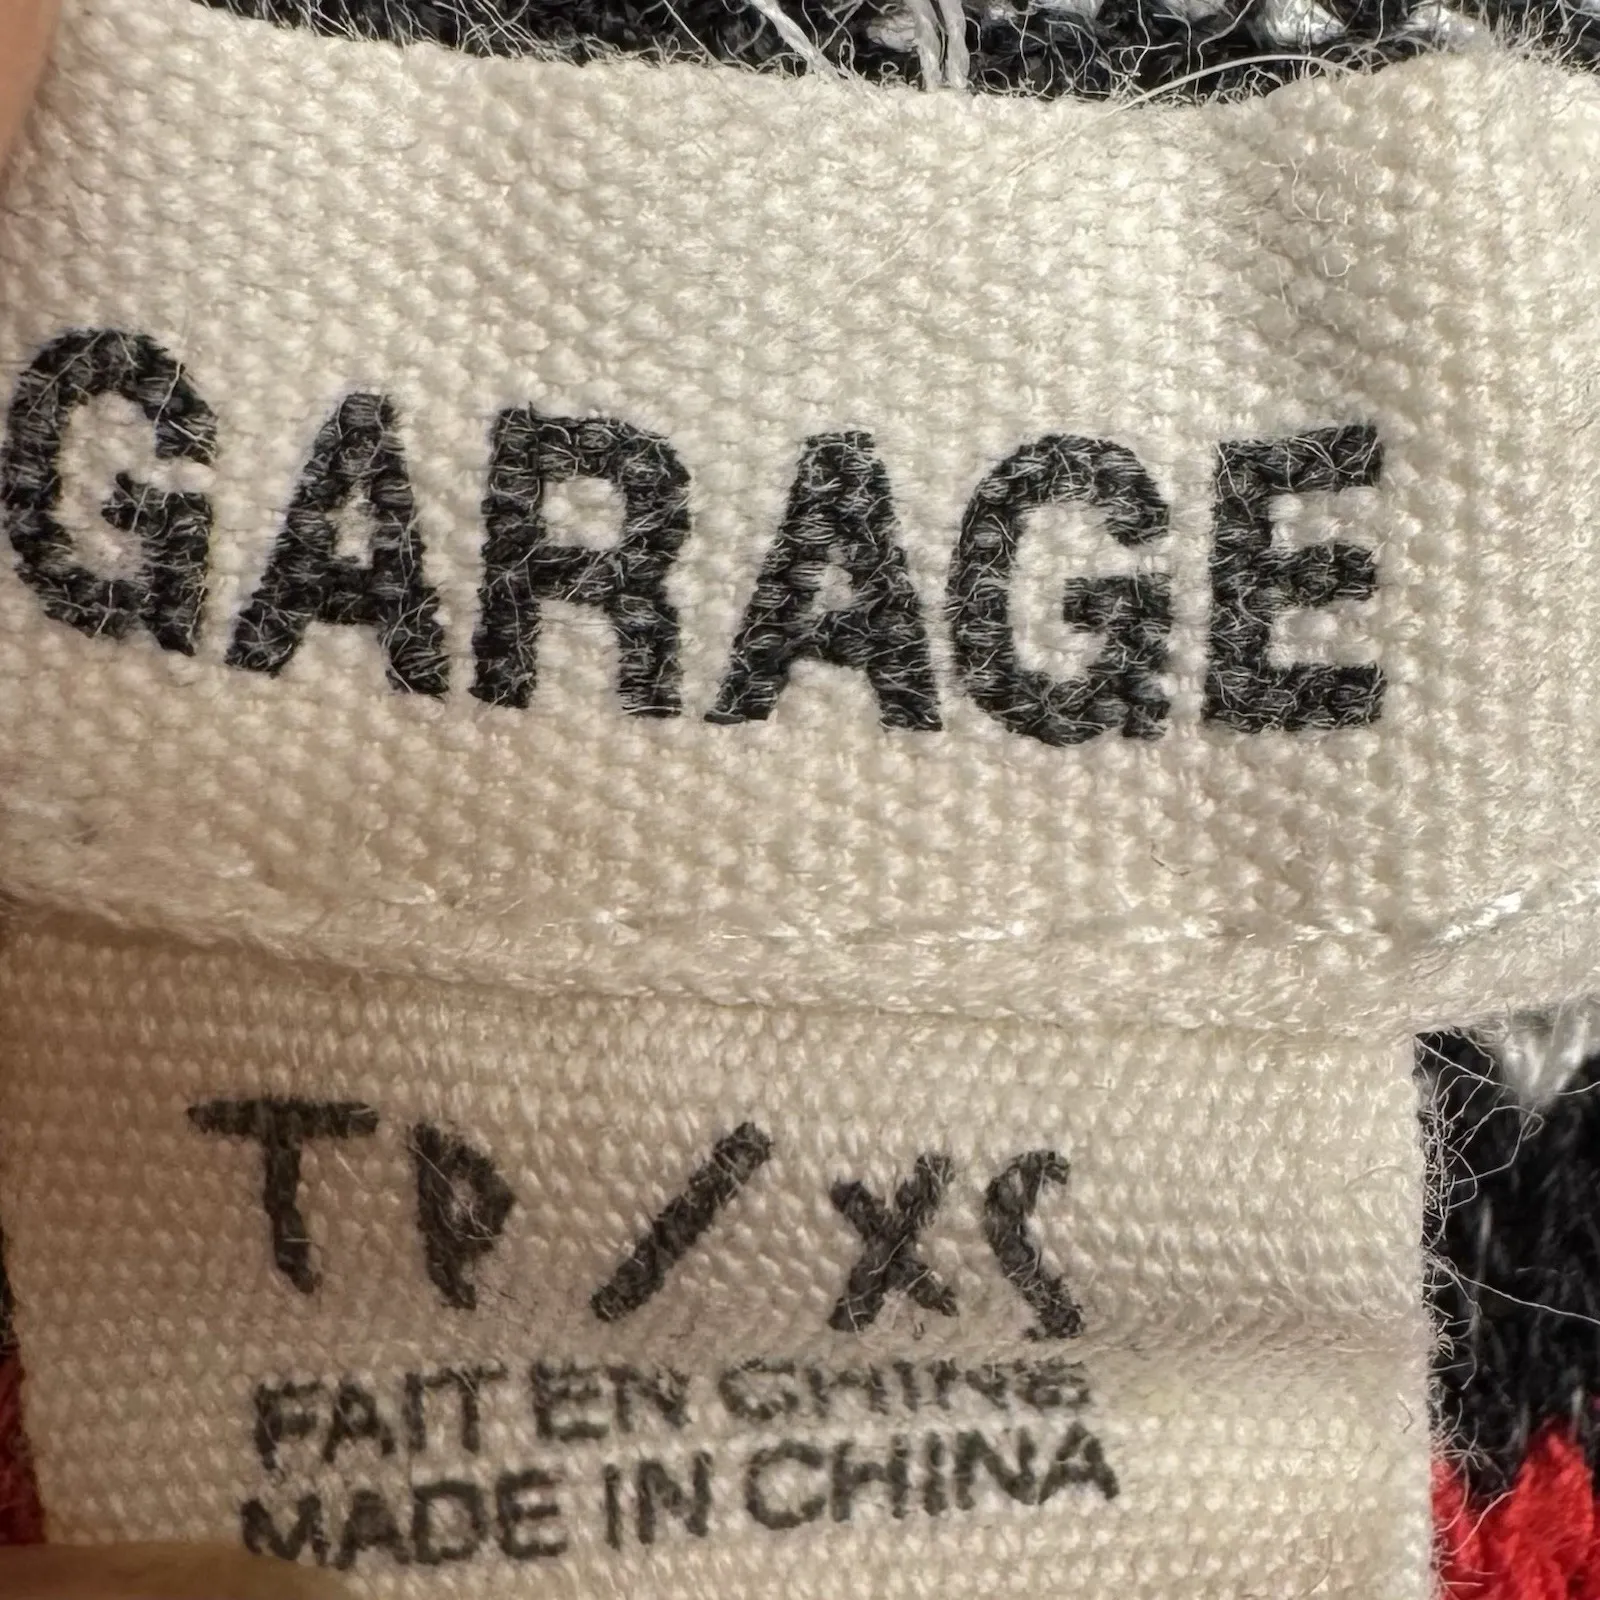 GARAGE
TP/XS
FAIT EN CHINE
MADE IN CHINA